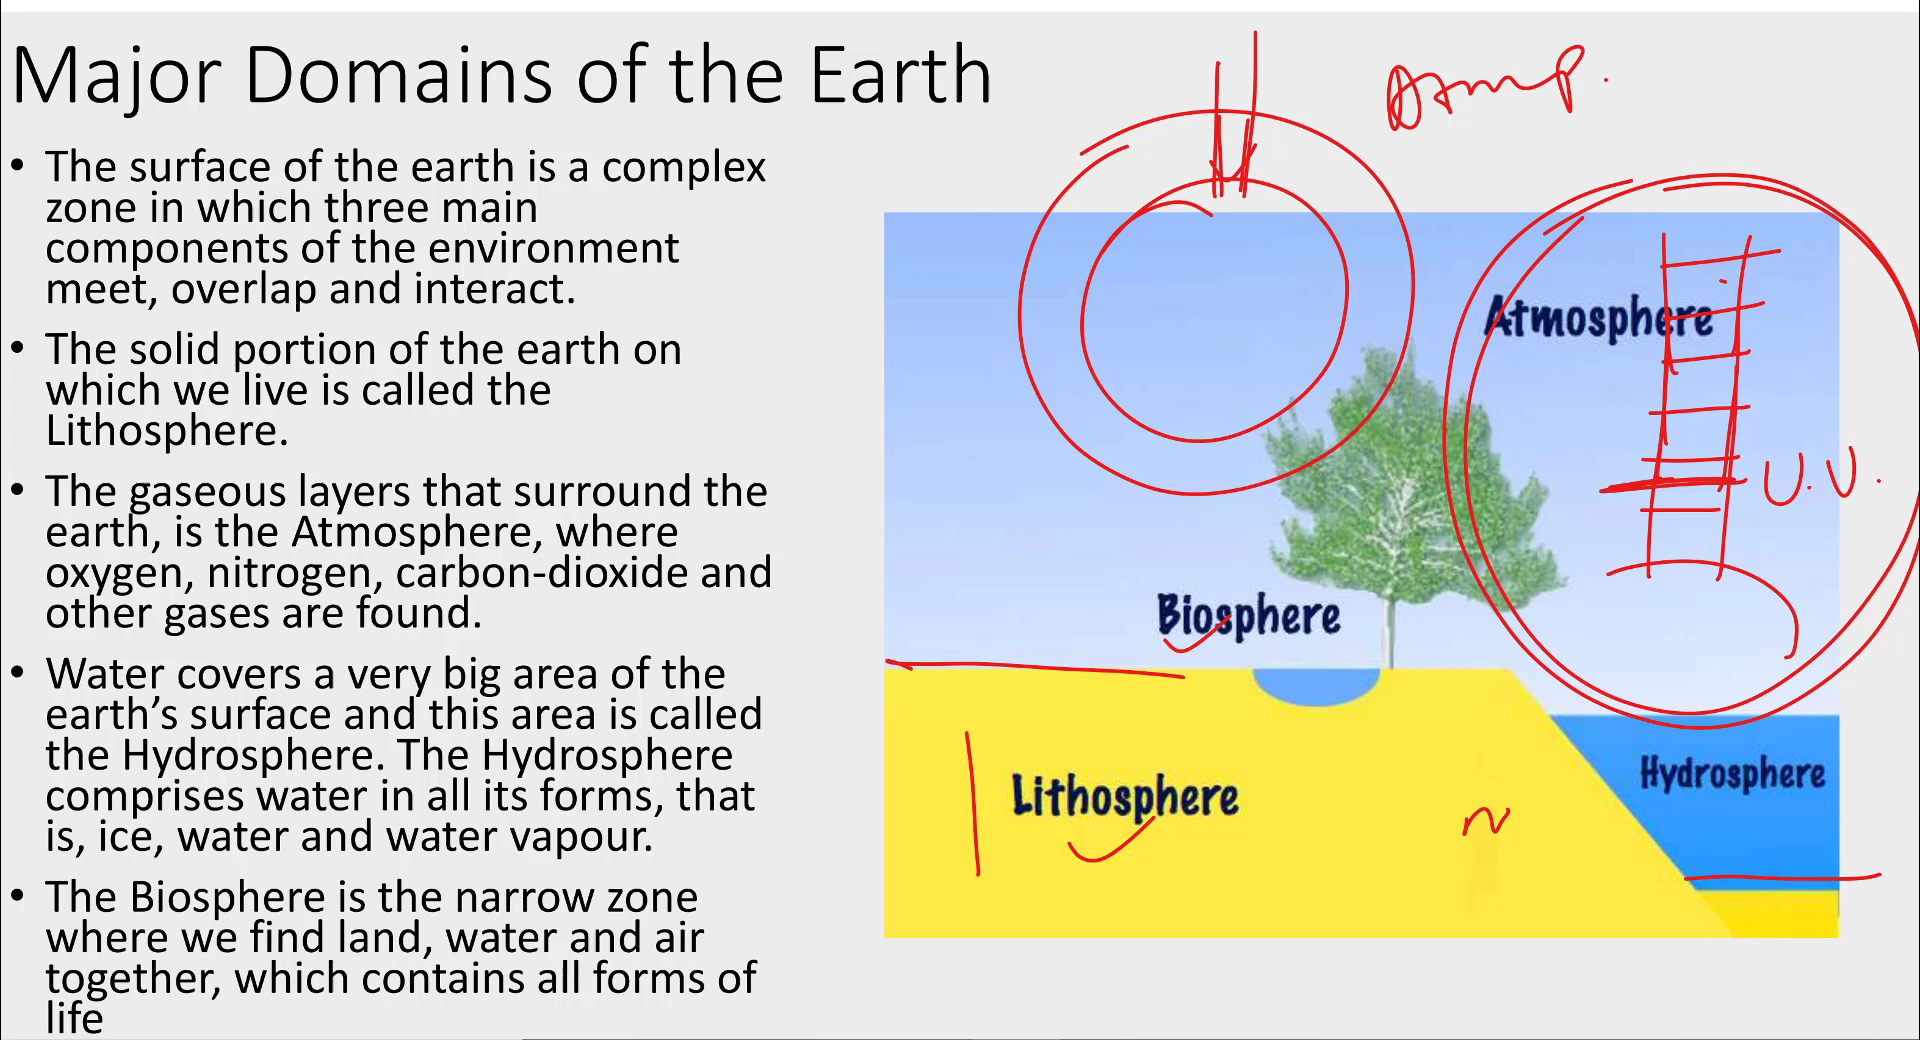 Major Domains of the Earth
• The surface of the earth is a complex
zone in which three main
components of the environment
meet, overlap and interact.
• The solid portion of the earth on
which we live is called the
Lithosphere.
• The gaseous layers that surround the
earth, is the Atmosphere, where
oxygen, nitrogen, carbon-dioxide and
other gases are found.
• Water covers a very big area of the
earth’s surface and this area is called
the Hydrosphere. The Hydrosphere
comprises water in all its forms, that
is, ice, water and water vapour.
• The Biosphere is the narrow zone
where we find land, water and air
together, which contains all forms of
life
Atmosphere
U.V.
Biosphere
Hydrosphere
Lithosphere